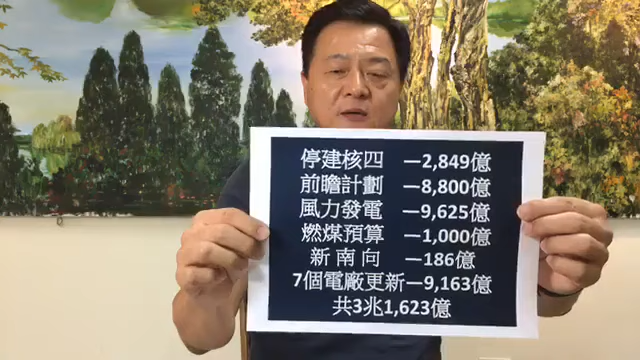 停建核四 －2,849億
前瞻計劃 －8,800億
風力發電 －9,625億
燃煤預算 －1,000億
新南向 －186億
7個電廠更新－9,163億
共3兆1,623億